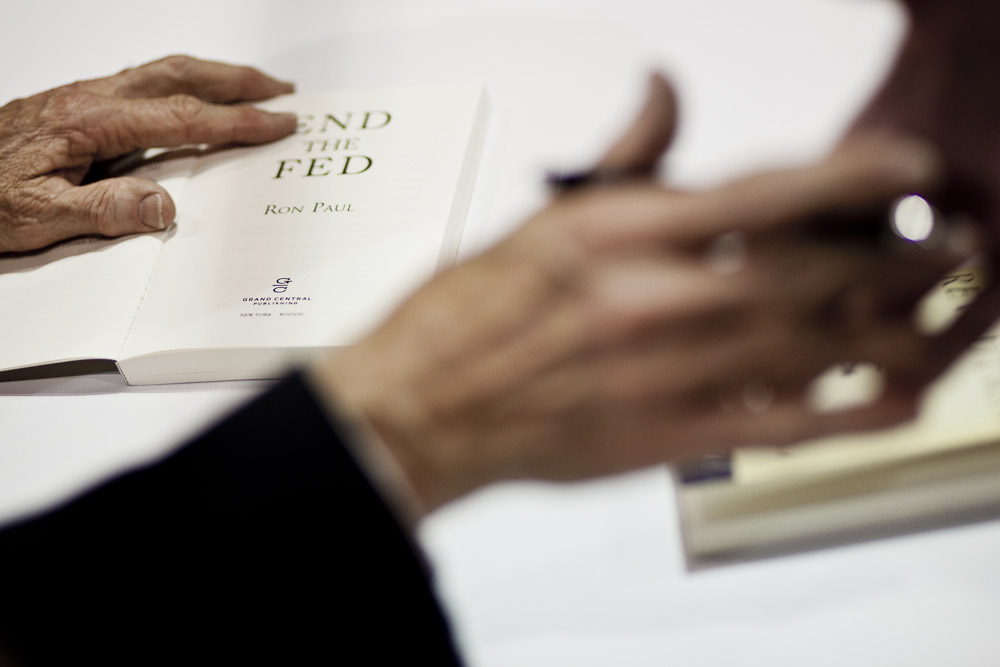 END
THE
FED
RON PAUL
GRAND CENTRAL
PUBLISHING
NEW YORK BOSTON